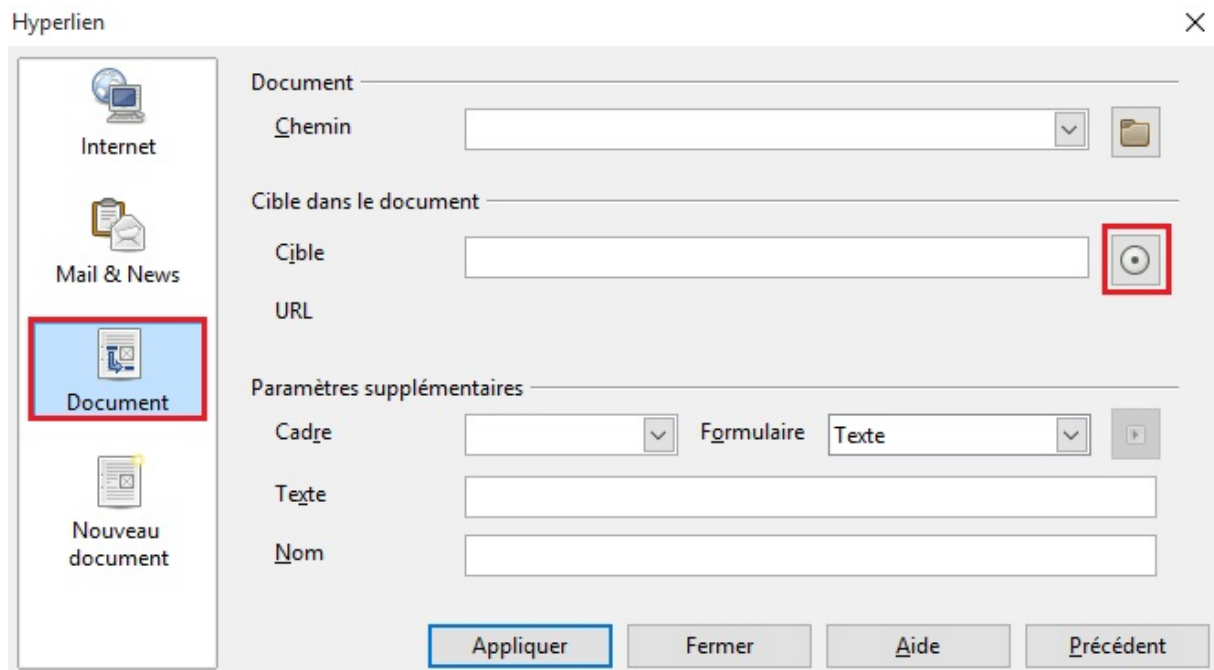 Hyperlien
Internet
Mail & News
Document
Nouveau
document
Document
Chemin
Cible dans le document
Cible
URL
Paramètres supplémentaires
Cadre
Formulaire
Texte
Texte
Nom
Appliquer
Fermer
Aide
Précédent